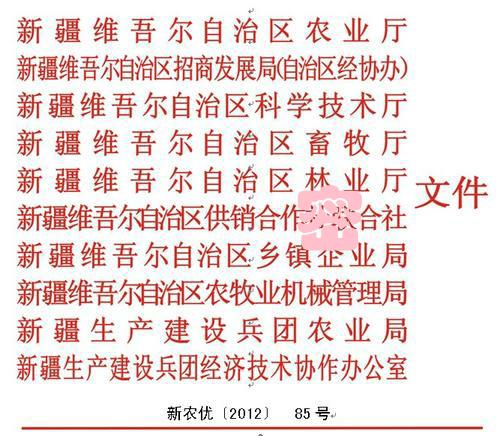 新疆维吾尔自治区农业厅
新疆维吾尔自治区招商发展局(自治区经协办)
新疆维吾尔自治区科学技术厅
新疆维吾尔自治区畜牧厅
新疆维吾尔自治区林业厅
文件
新疆维吾尔自治区供销合作联合社
新疆维吾尔自治区乡镇企业局
新疆维吾尔自治区农牧业机械管理局
新疆生产建设兵团农业局
新疆生产建设兵团经济技术协作办公室
新农优〔2012〕 85号